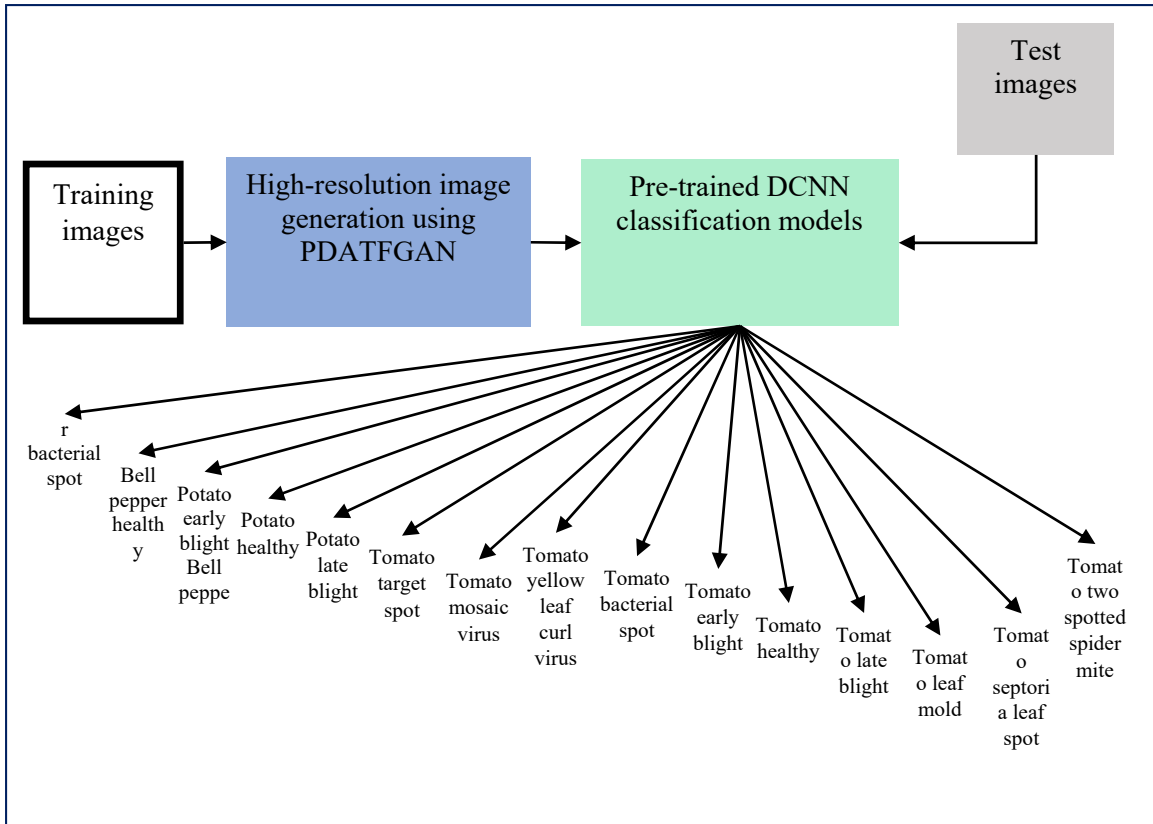 Test
images
Training
images
High-resolution image
generation using
PDATFGAN
Pre-trained DCNN
classification models
r
bacterial
spot
Bell
pepper
health
y
Potato
early
blight
Bell
peppe
Potato
healthy
Potato
late
blight
Tomato
target
spot
Tomato
mosaic
virus
Tomato
yellow
leaf
curl
virus
Tomato
bacterial
spot
Tomato
early
blight
Tomato
healthy
Tomat
o late
blight
Tomat
o leaf
mold
Tomat
o
septori
a leaf
spot
Tomat
o two
spotted
spider
mite